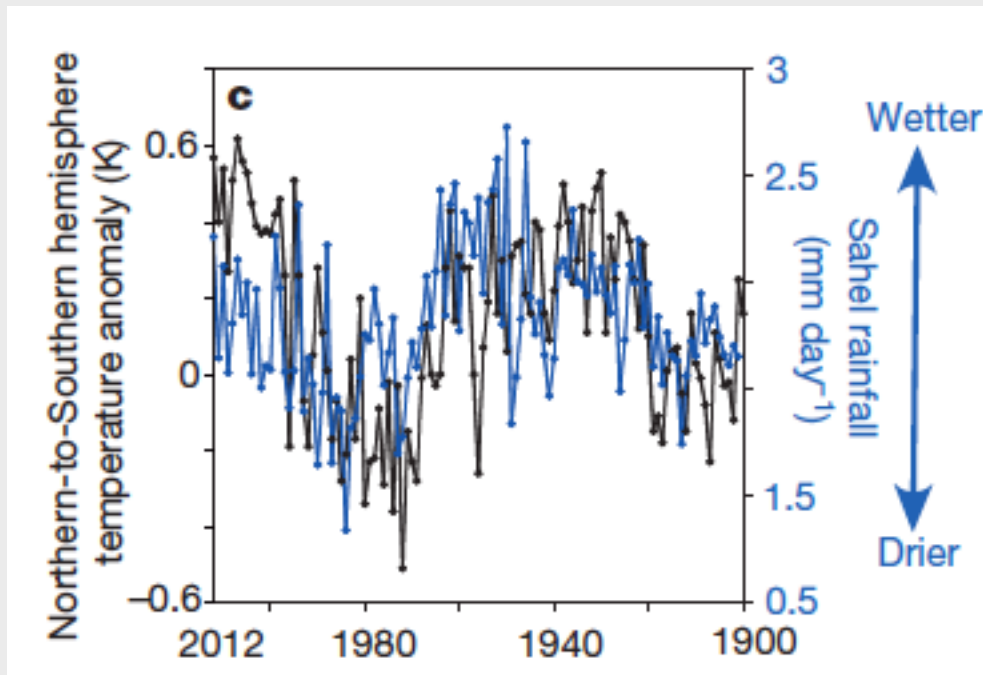 Northern-to-Southern hemisphere
temperature anomaly (K)
c
0.6
0
–0.6
2012
1980
1940
1900
3
2.5
1.5
0.5
Sahel rainfall
(mm day⁻¹)
Wetter
Drier